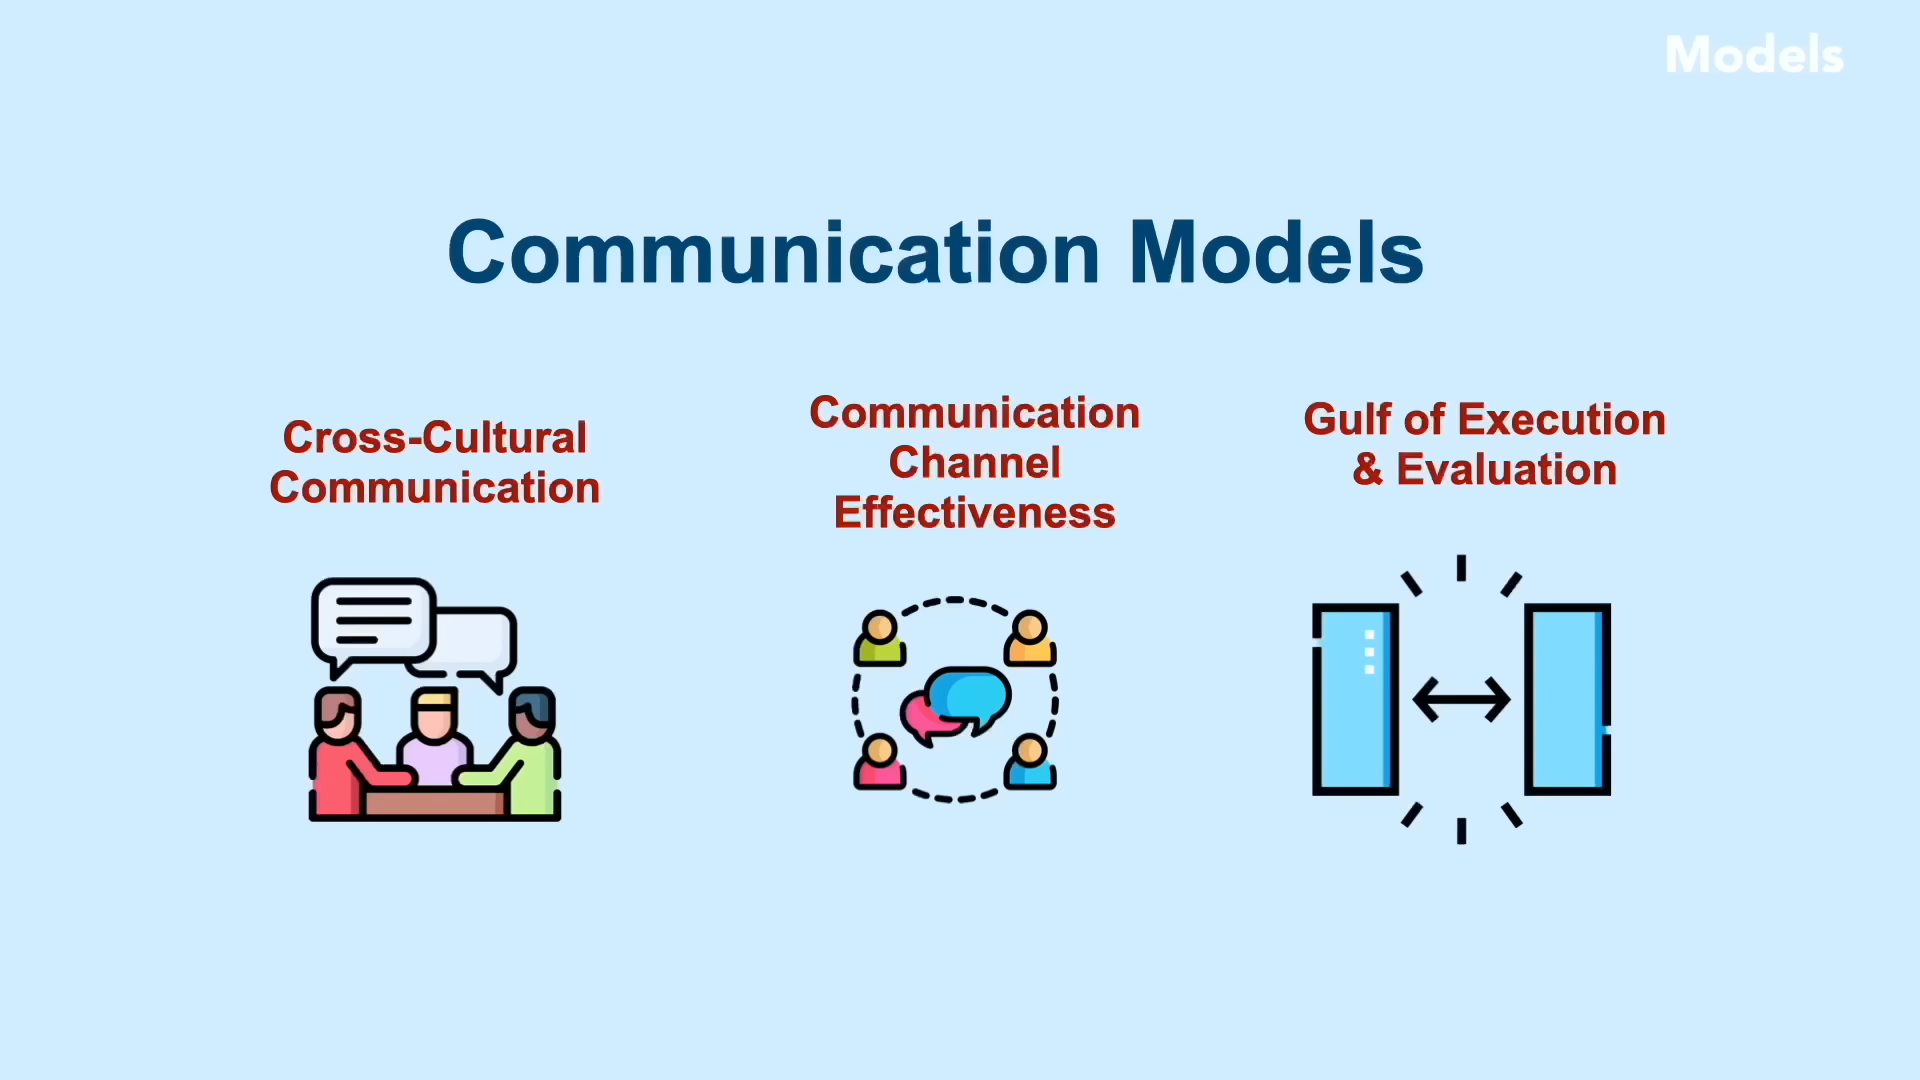 Models
Communication Models
Cross-Cultural
Communication
Communication
Channel
Effectiveness
Gulf of Execution
& Evaluation